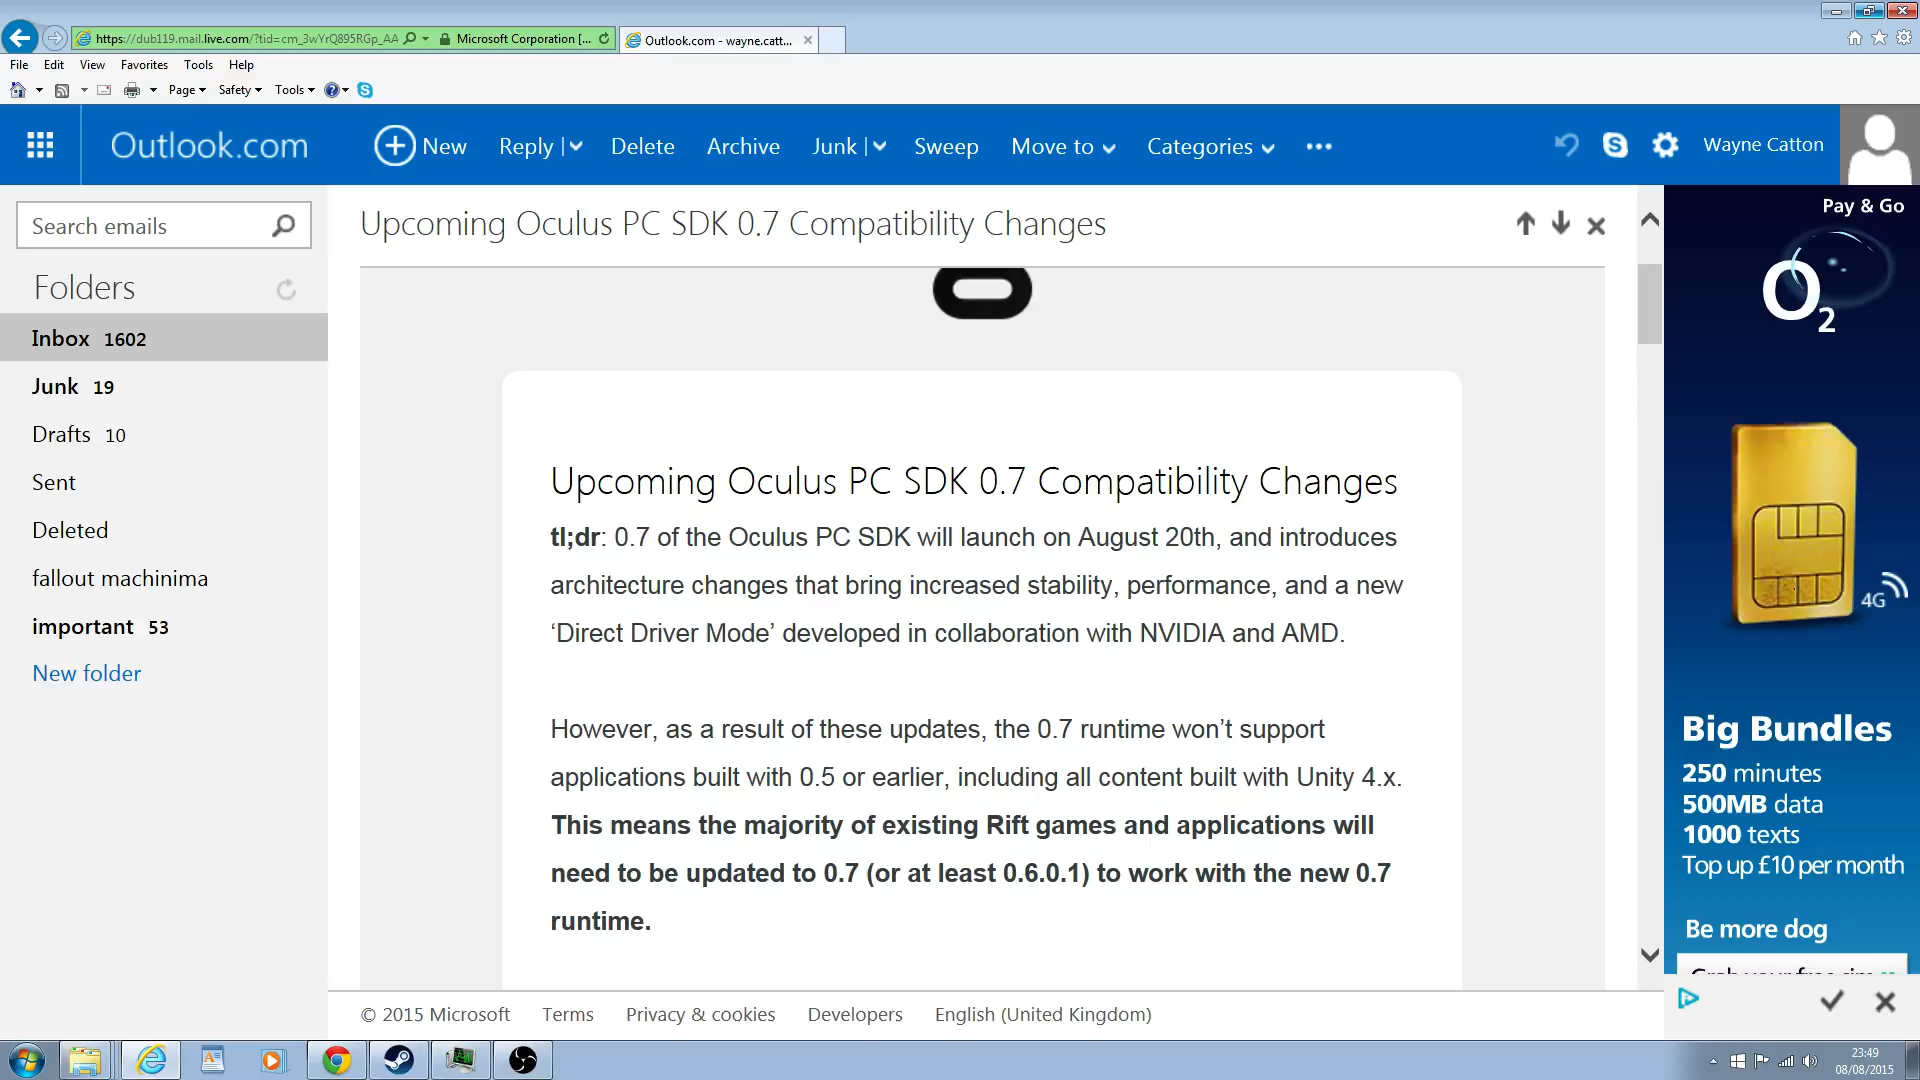 https://dub119.mail.live.com/?tid=cm_3wYrQ895RGp_AA
Microsoft Corporation [...
Outlook.com - wayne.catt...
File Edit View Favorites Tools Help
Page Safety Tools
Outlook.com
New Reply Delete Archive Junk Sweep Move to Categories
Wayne Catton
Search emails
Folders
Inbox 1602
Junk 19
Drafts 10
Sent
Deleted
fallout machinima
important 53
New folder
Upcoming Oculus PC SDK 0.7 Compatibility Changes
Upcoming Oculus PC SDK 0.7 Compatibility Changes
tl;dr: 0.7 of the Oculus PC SDK will launch on August 20th, and introduces
architecture changes that bring increased stability, performance, and a new
‘Direct Driver Mode’ developed in collaboration with NVIDIA and AMD.
However, as a result of these updates, the 0.7 runtime won’t support
applications built with 0.5 or earlier, including all content built with Unity 4.x.
This means the majority of existing Rift games and applications will
need to be updated to 0.7 (or at least 0.6.0.1) to work with the new 0.7
runtime.
Pay & Go
O2
4G
Big Bundles
250 minutes
500MB data
1000 texts
Top up £10 per month
Be more dog
© 2015 Microsoft Terms Privacy & cookies Developers English (United Kingdom)
23:49
08/08/2015